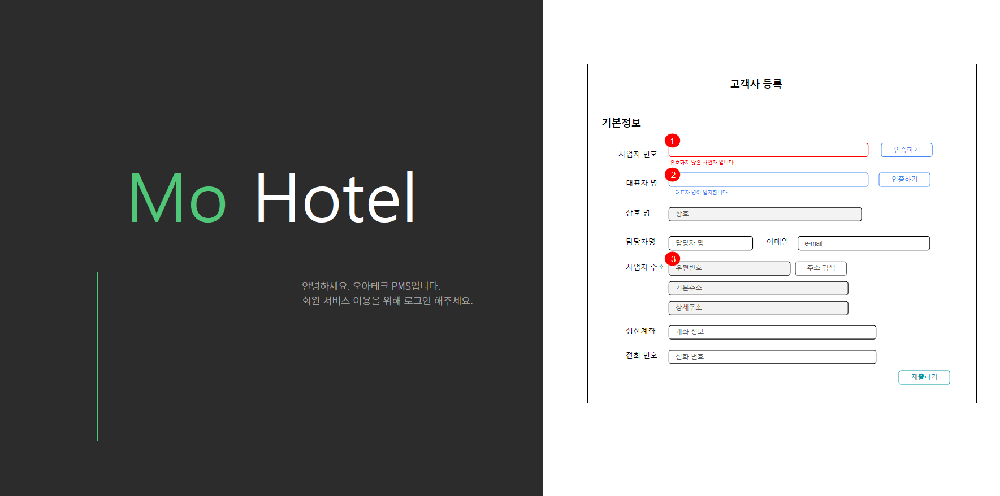 Mo Hotel
안녕하세요. 오아테크 PMS입니다.
회원 서비스 이용을 위해 로그인 해주세요.
고객사 등록
기본정보
1
사업자 번호
인증하기
유효하지 않은 사업자 입니다
2
대표자 명
인증하기
대표자 명이 일치합니다
상호 명
상호
담당자명
담당자 명
이메일
e-mail
3
사업자 주소
우편번호
주소 검색
기본주소
상세주소
정산계좌
계좌 정보
전화 번호
전화 번호
제출하기